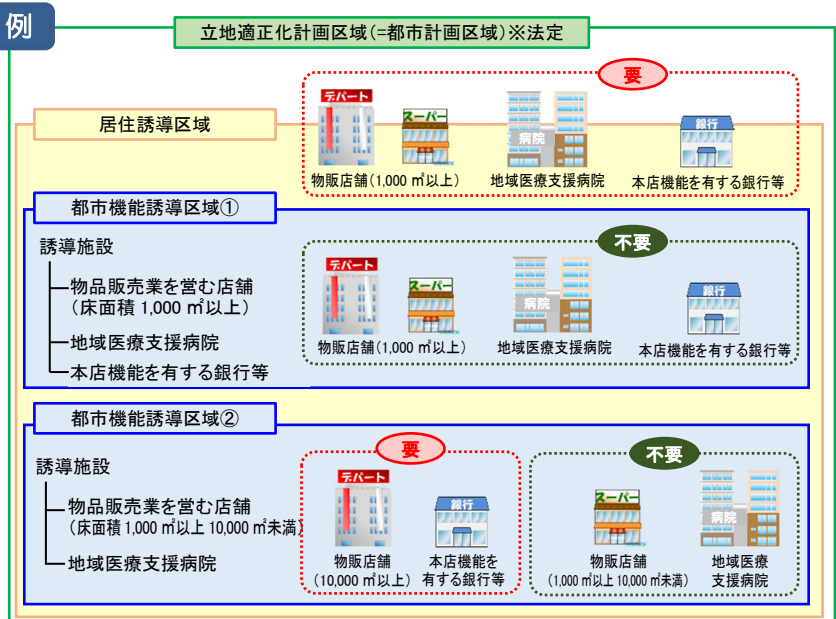 例
立地適正化計画区域(=都市計画区域)※法定
要
居住誘導区域
デパート
スーパー
病院
銀行
物販店舗(1,000 ㎡以上)
地域医療支援病院
本店機能を有する銀行等
都市機能誘導区域①
誘導施設
物品販売業を営む店舗
(床面積 1,000 ㎡以上)
地域医療支援病院
本店機能を有する銀行等
不要
デパート
スーパー
病院
銀行
物販店舗(1,000 ㎡以上)
地域医療支援病院
本店機能を有する銀行等
都市機能誘導区域②
誘導施設
物品販売業を営む店舗
(床面積 1,000 ㎡以上 10,000 ㎡未満)
地域医療支援病院
要
デパート
銀行
物販店舗
(10,000 ㎡以上)
本店機能を
有する銀行等
不要
スーパー
病院
物販店舗
(1,000 ㎡以上 10,000 ㎡未満)
地域医療
支援病院